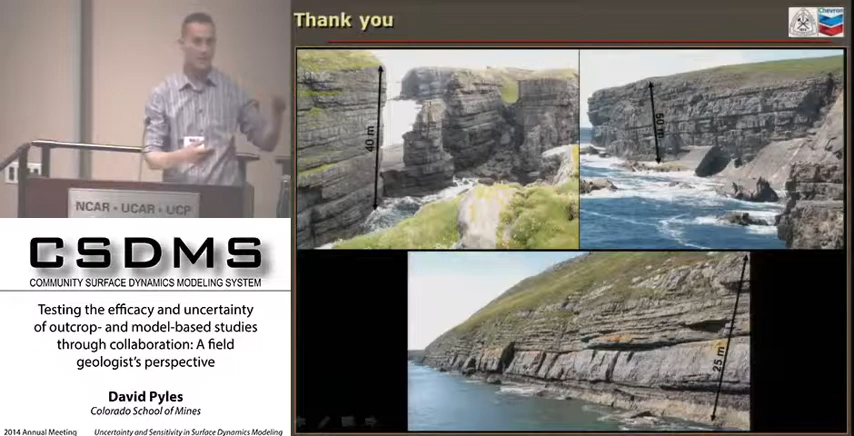 Thank you
Chevron
40 m
50 m
25 m
NCAR • UCAR • UCP
CSDMS
COMMUNITY SURFACE DYNAMICS MODELING SYSTEM
Testing the efficacy and uncertainty
of outcrop- and model-based studies
through collaboration: A field
geologist's perspective
David Pyles
Colorado School of Mines
2014 Annual Meeting
Uncertainty and Sensitivity in Surface Dynamics Modeling